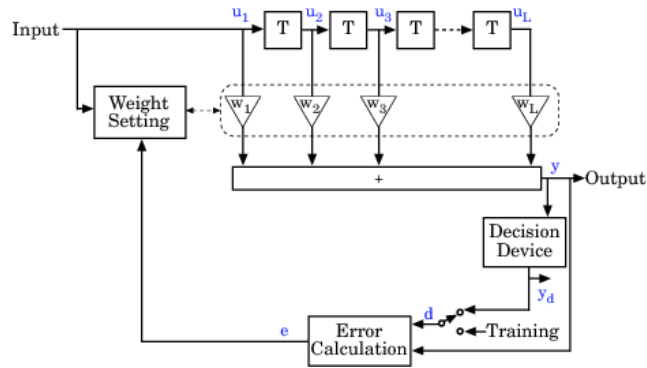 Input
u1 T u2 T u3 T T uL
Weight
Setting
w1 w2 w3 wL
+
y
Output
Decision
Device
yd
d
Training
e
Error
Calculation